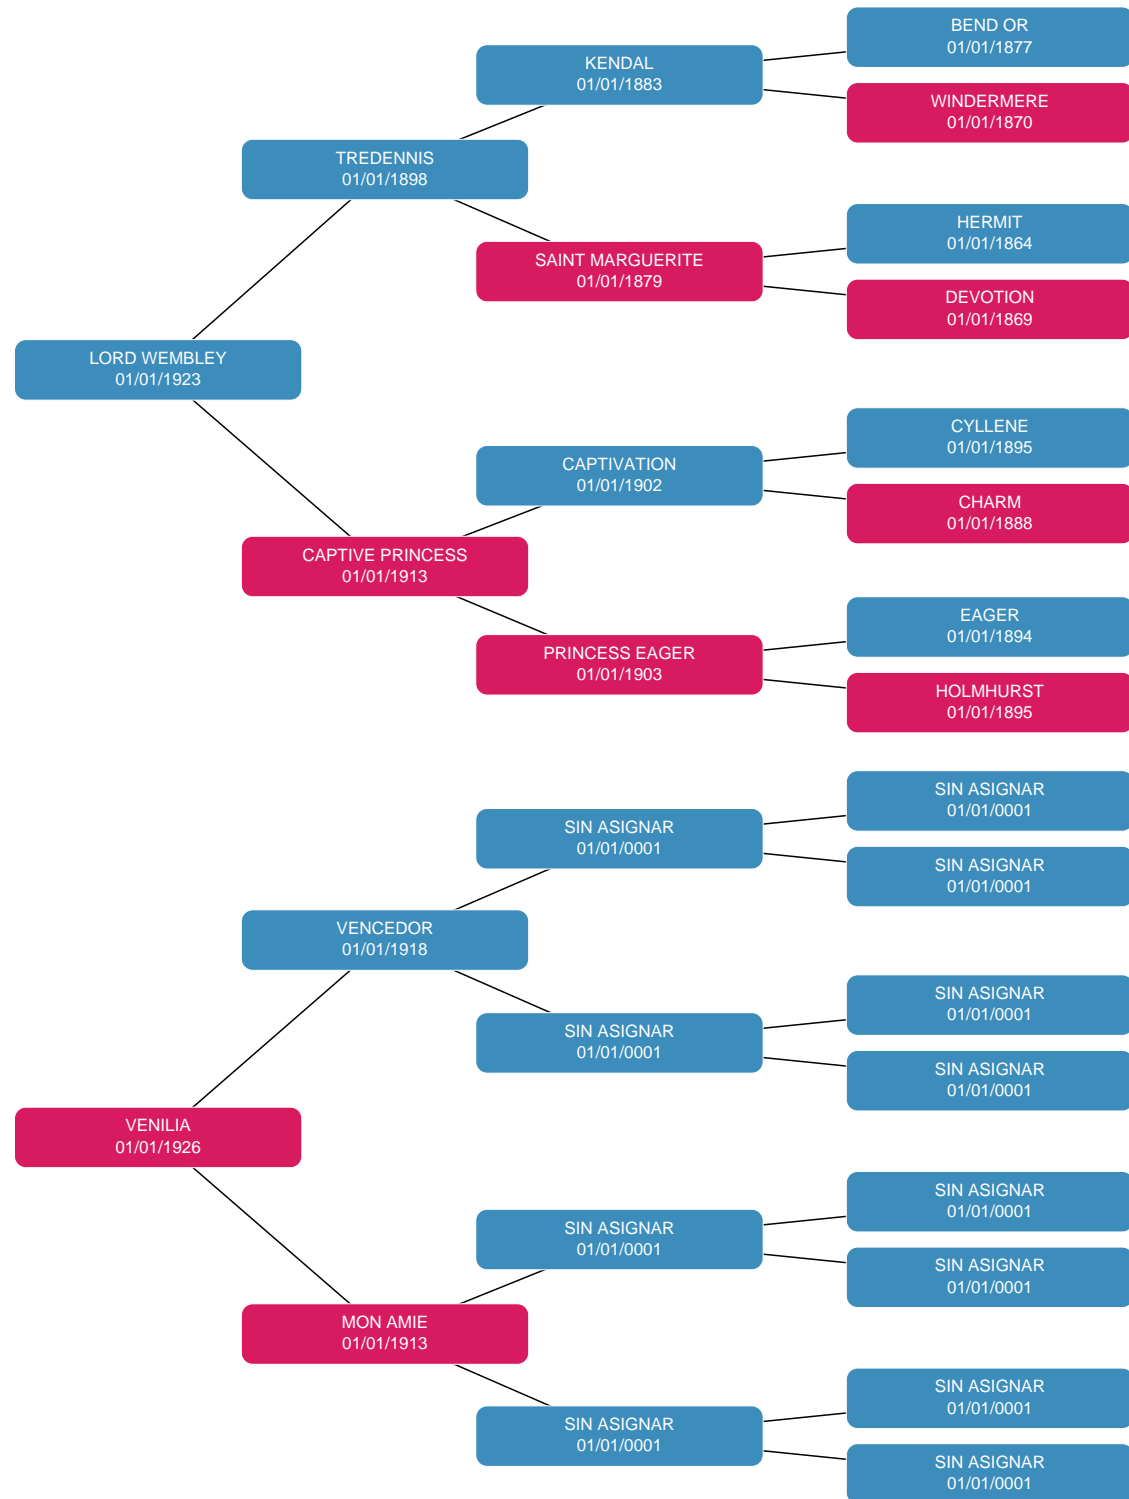 BEND OR
01/01/1877
KENDAL
01/01/1883
WINDERMERE
01/01/1870
TREDENNIS
01/01/1898
HERMIT
01/01/1864
SAINT MARGUERITE
01/01/1879
DEVOTION
01/01/1869
LORD WEMBLEY
01/01/1923
CYLLENE
01/01/1895
CAPTIVATION
01/01/1902
CHARM
01/01/1888
CAPTIVE PRINCESS
01/01/1913
EAGER
01/01/1894
PRINCESS EAGER
01/01/1903
HOLMHURST
01/01/1895
SIN ASIGNAR
01/01/0001
SIN ASIGNAR
01/01/0001
SIN ASIGNAR
01/01/0001
VENCEDOR
01/01/1918
SIN ASIGNAR
01/01/0001
SIN ASIGNAR
01/01/0001
SIN ASIGNAR
01/01/0001
VENILIA
01/01/1926
SIN ASIGNAR
01/01/0001
SIN ASIGNAR
01/01/0001
SIN ASIGNAR
01/01/0001
MON AMIE
01/01/1913
SIN ASIGNAR
01/01/0001
SIN ASIGNAR
01/01/0001
SIN ASIGNAR
01/01/0001